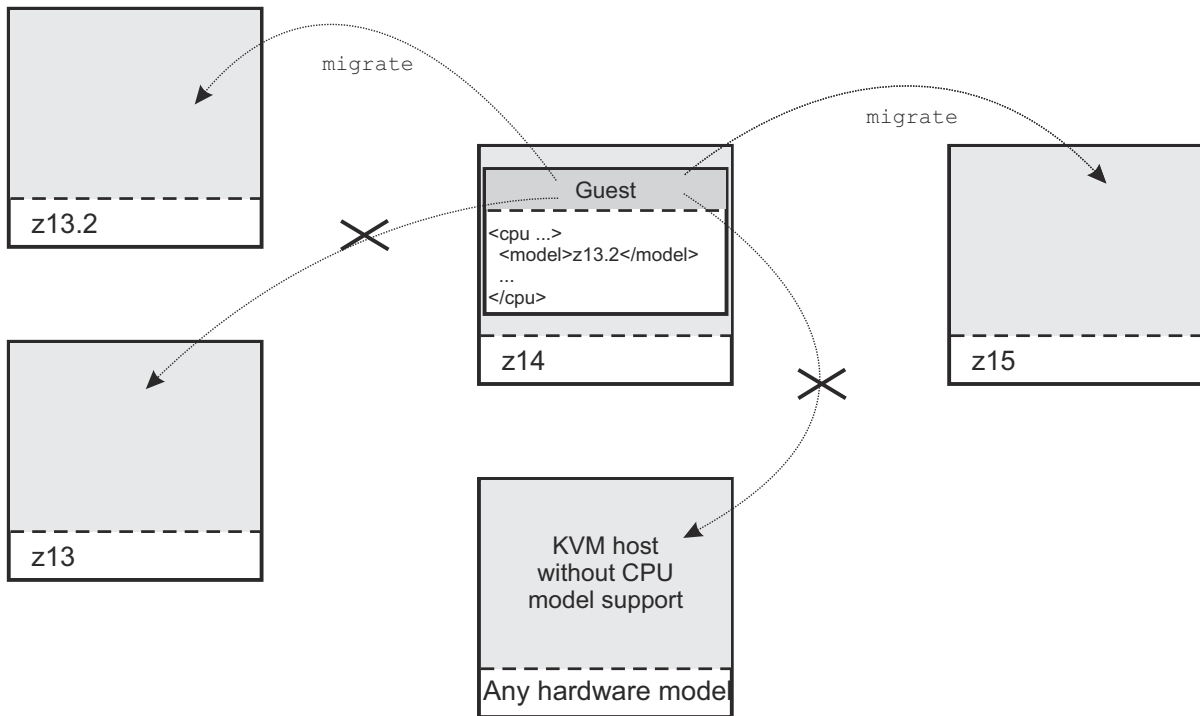 migrate
migrate
z13.2
Guest
<cpu ...>
<model>z13.2</model>
...
</cpu>
z14
z15
z13
KVM host
without CPU
model support
Any hardware model